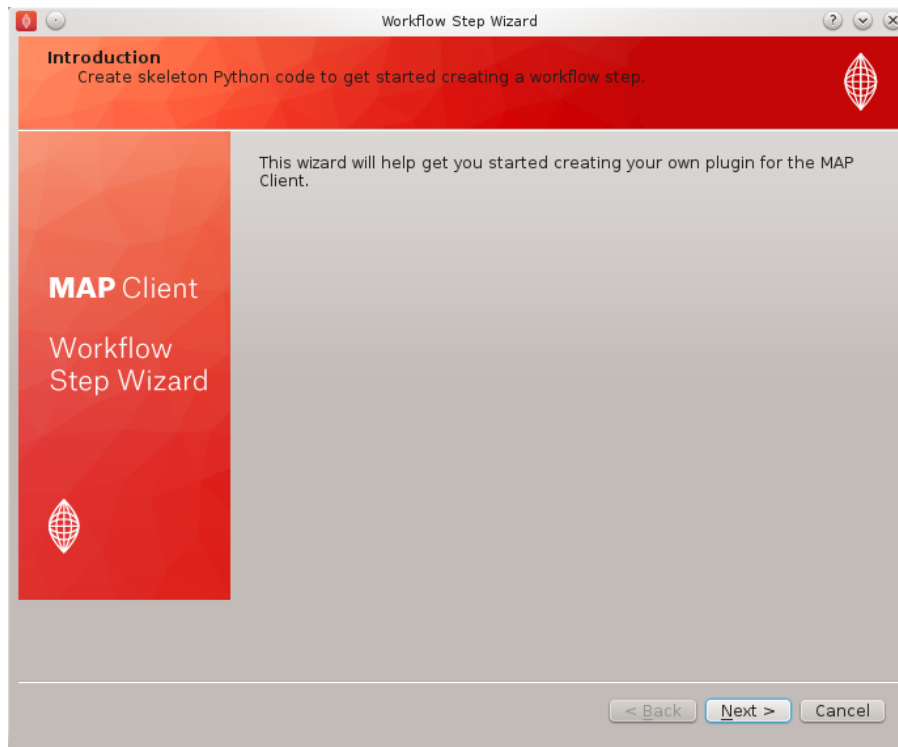 Workflow Step Wizard
Introduction
Create skeleton Python code to get started creating a workflow step.
This wizard will help get you started creating your own plugin for the MAP
Client.
MAP Client
Workflow
Step Wizard
< Back
Next >
Cancel